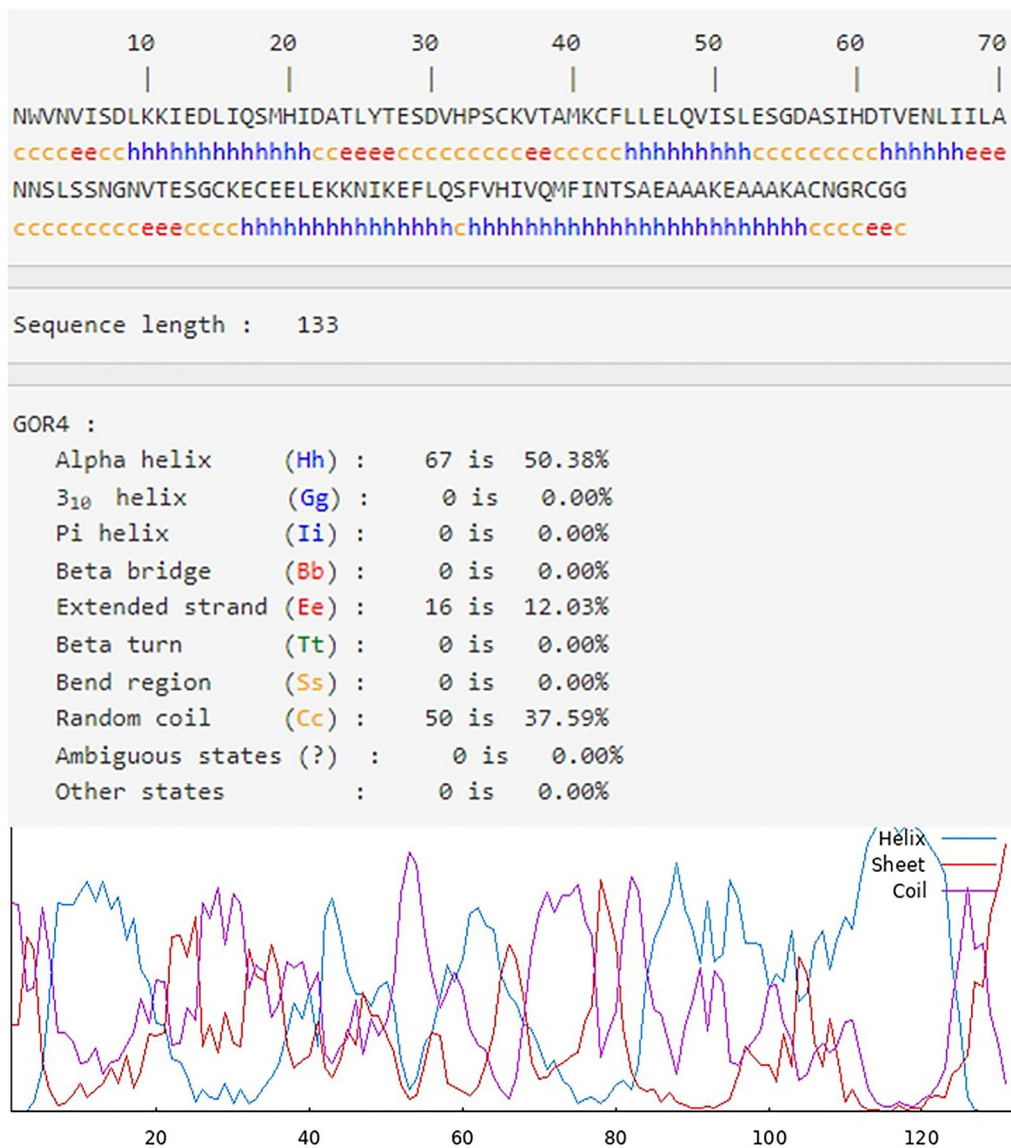 10 20 30 40 50 60 70
| | | | | | |
NWVNVISDLKKIEDLIQSMHIDATLYTESDVHPSCKVTAMKCFLLELQVISLESGDASIHDTVENLIILA
cccceecchhhhhhhhhhhhhcceeeeccccccccceeccccchhhhhhhhhccccccccchhhhhheee
NNSLSSNGNVTESGCKECEELEKKNIKEFLQSFVHIVQMFINTSAEAAAKEAAAKACNGRCGG
ccccccccceeecccchhhhhhhhhhhhhhhchhhhhhhhhhhhhhhhhhhhhhhhcccceec
Sequence length : 133
GOR4 :
Alpha helix (Hh) : 67 is 50.38%
3₁₀ helix (Gg) : 0 is 0.00%
Pi helix (Ii) : 0 is 0.00%
Beta bridge (Bb) : 0 is 0.00%
Extended strand (Ee) : 16 is 12.03%
Beta turn (Tt) : 0 is 0.00%
Bend region (Ss) : 0 is 0.00%
Random coil (Cc) : 50 is 37.59%
Ambiguous states (?) : 0 is 0.00%
Other states : 0 is 0.00%
Helix
Sheet
Coil
20 40 60 80 100 120